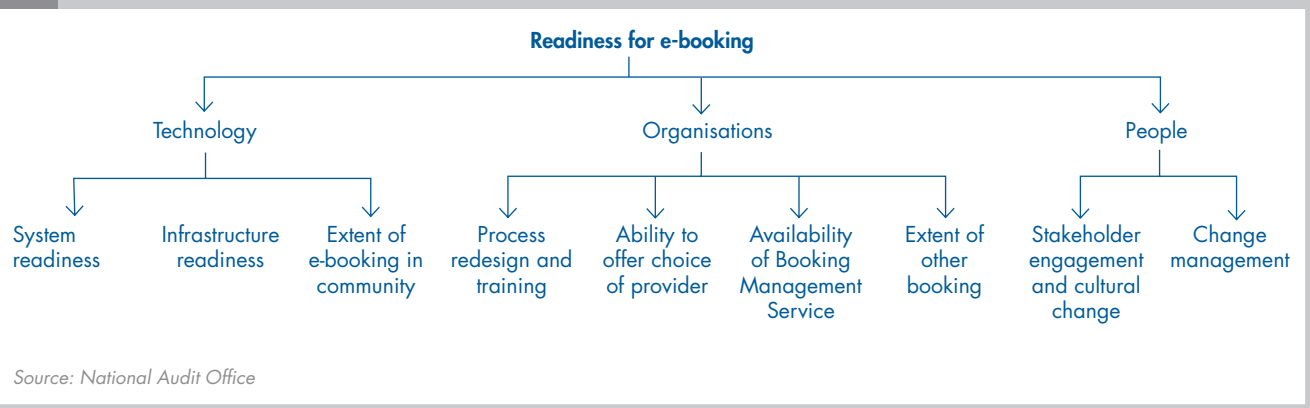 Readiness for e-booking
Technology
Organisations
People
System
readiness
Infrastructure
readiness
Extent of
e-booking in
community
Process
redesign and
training
Ability to
offer choice
of provider
Availability
of Booking
Management
Service
Extent of
other
booking
Stakeholder
engagement
and cultural
change
Change
management
Source: National Audit Office